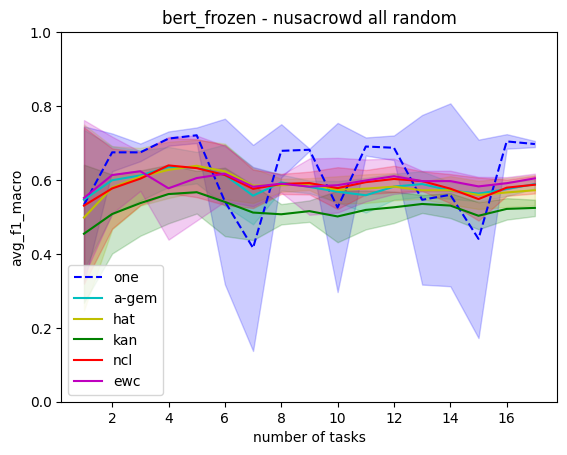 bert_frozen - nusacrowd all random
avg_f1_macro
1.0
0.8
0.6
0.4
0.2
0.0
one
a-gem
hat
kan
ncl
ewc
2 4 6 8 10 12 14 16
number of tasks